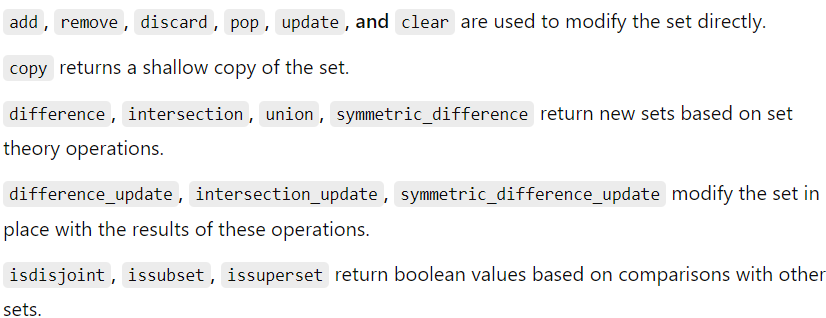 add, remove, discard, pop, update, and clear are used to modify the set directly.
copy returns a shallow copy of the set.
difference, intersection, union, symmetric_difference return new sets based on set
theory operations.
difference_update, intersection_update, symmetric_difference_update modify the set in
place with the results of these operations.
isdisjoint, issubset, issuperset return boolean values based on comparisons with other
sets.